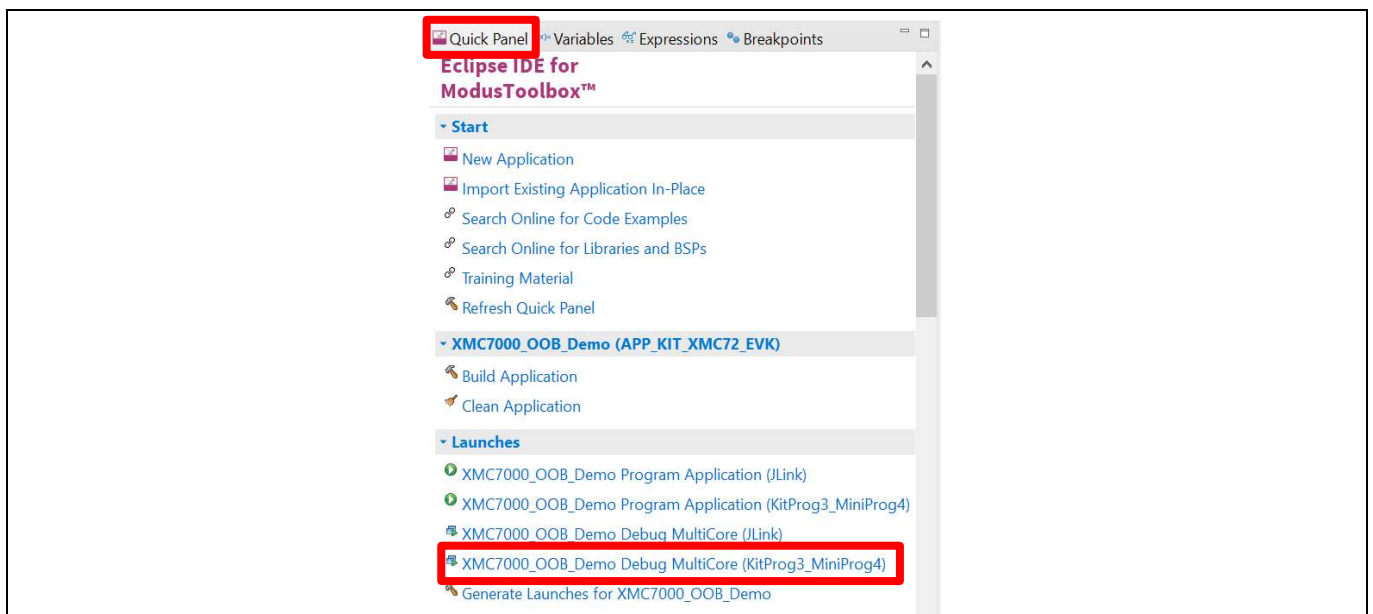 Quick Panel Variables Expressions Breakpoints
Eclipse IDE for
ModusToolbox™
Start
New Application
Import Existing Application In-Place
Search Online for Code Examples
Search Online for Libraries and BSPs
Training Material
Refresh Quick Panel
XMC7000_OOB_Demo (APP_KIT_XMC72_EVK)
Build Application
Clean Application
Launches
XMC7000_OOB_Demo Program Application (JLink)
XMC7000_OOB_Demo Program Application (KitProg3_MiniProg4)
XMC7000_OOB_Demo Debug MultiCore (JLink)
XMC7000_OOB_Demo Debug MultiCore (KitProg3_MiniProg4)
Generate Launches for XMC7000_OOB_Demo